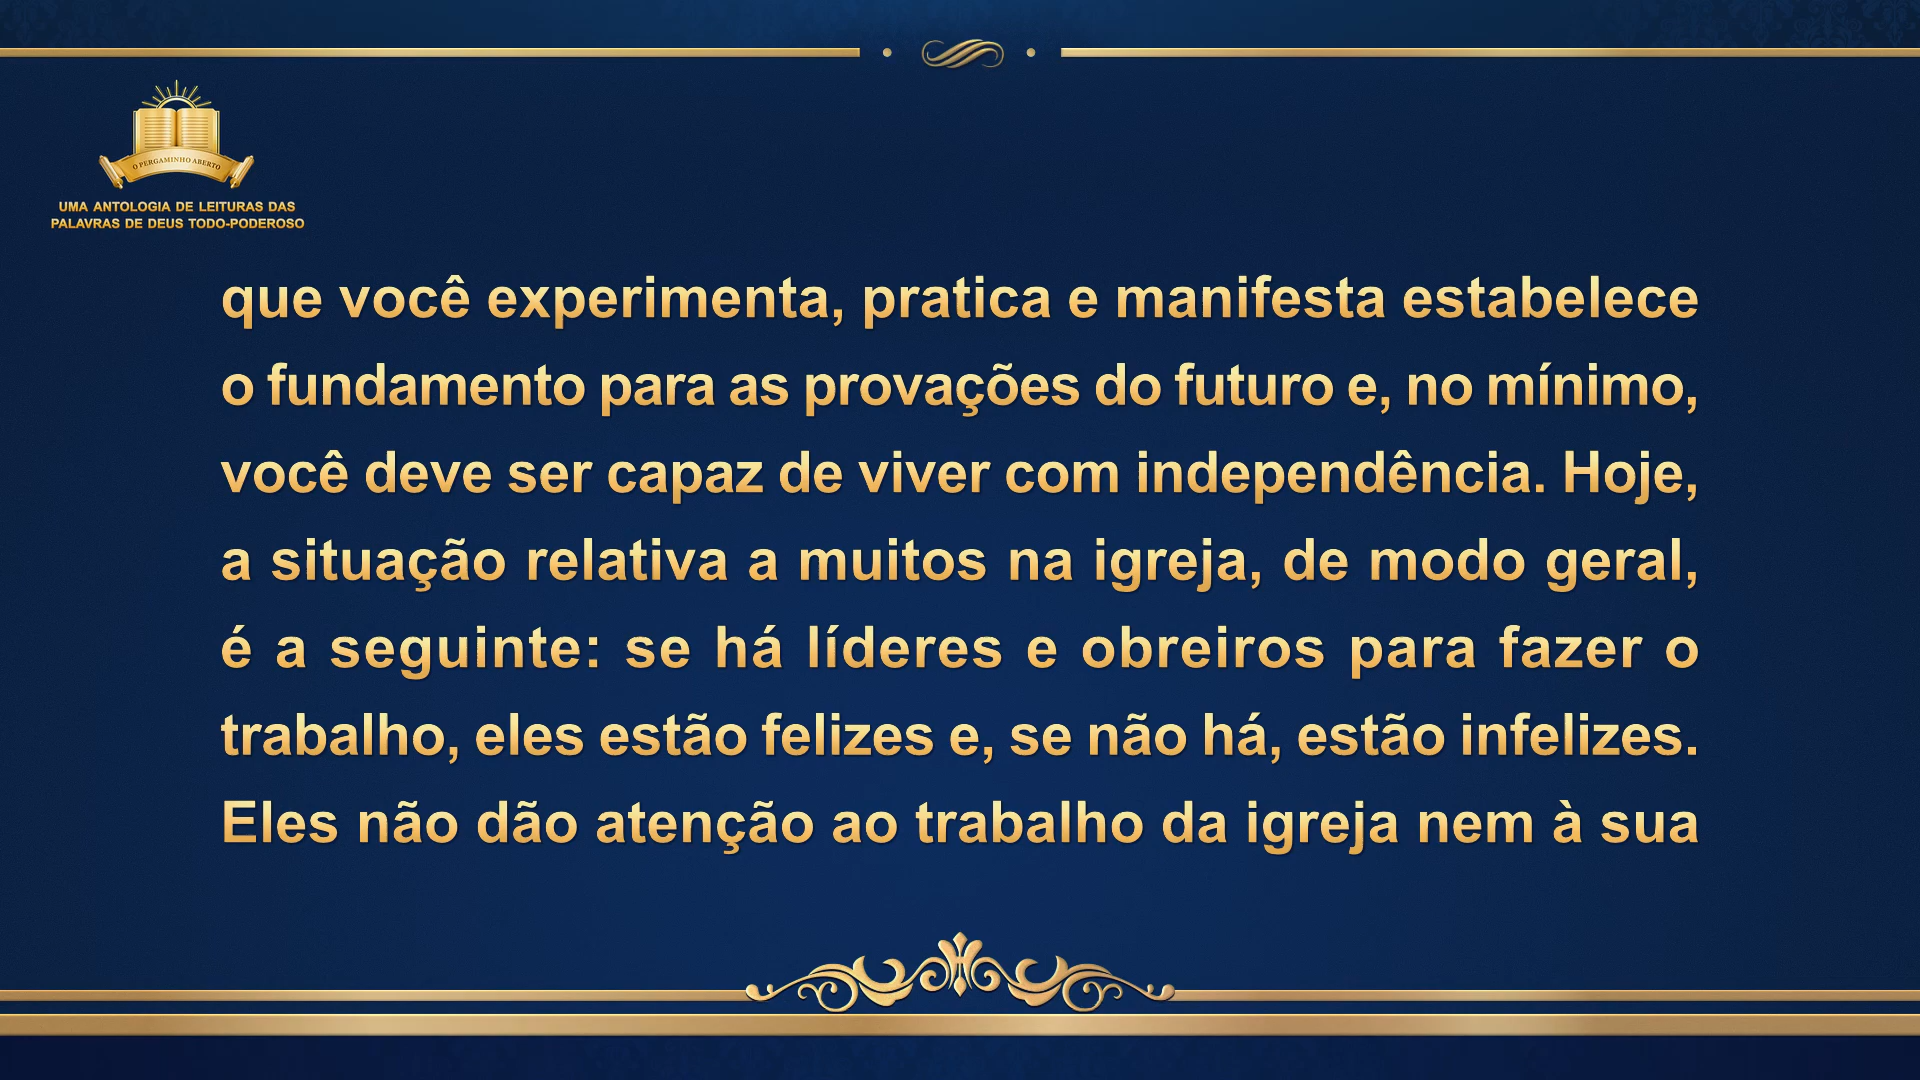 O PERGAMINHO ABERTO
UMA ANTOLOGIA DE LEITURAS DAS
PALAVRAS DE DEUS TODO-PODEROSO
que você experimenta, pratica e manifesta estabelece
o fundamento para as provações do futuro e, no mínimo,
você deve ser capaz de viver com independência. Hoje,
a situação relativa a muitos na igreja, de modo geral,
é a seguinte: se há líderes e obreiros para fazer o
trabalho, eles estão felizes e, se não há, estão infelizes.
Eles não dão atenção ao trabalho da igreja nem à sua